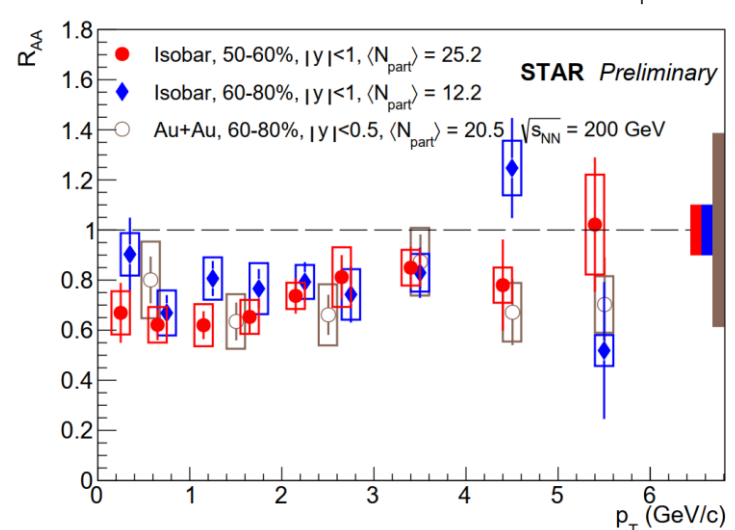 R_AA
1.8
1.6
1.4
1.2
1
0.8
0.6
0.4
0.2
0
Isobar, 50-60%, |y|<1, ⟨N_part⟩ = 25.2
Isobar, 60-80%, |y|<1, ⟨N_part⟩ = 12.2
Au+Au, 60-80%, |y|<0.5, ⟨N_part⟩ = 20.5
STAR Preliminary
√s_NN = 200 GeV
0 1 2 3 4 5 6
p_T (GeV/c)